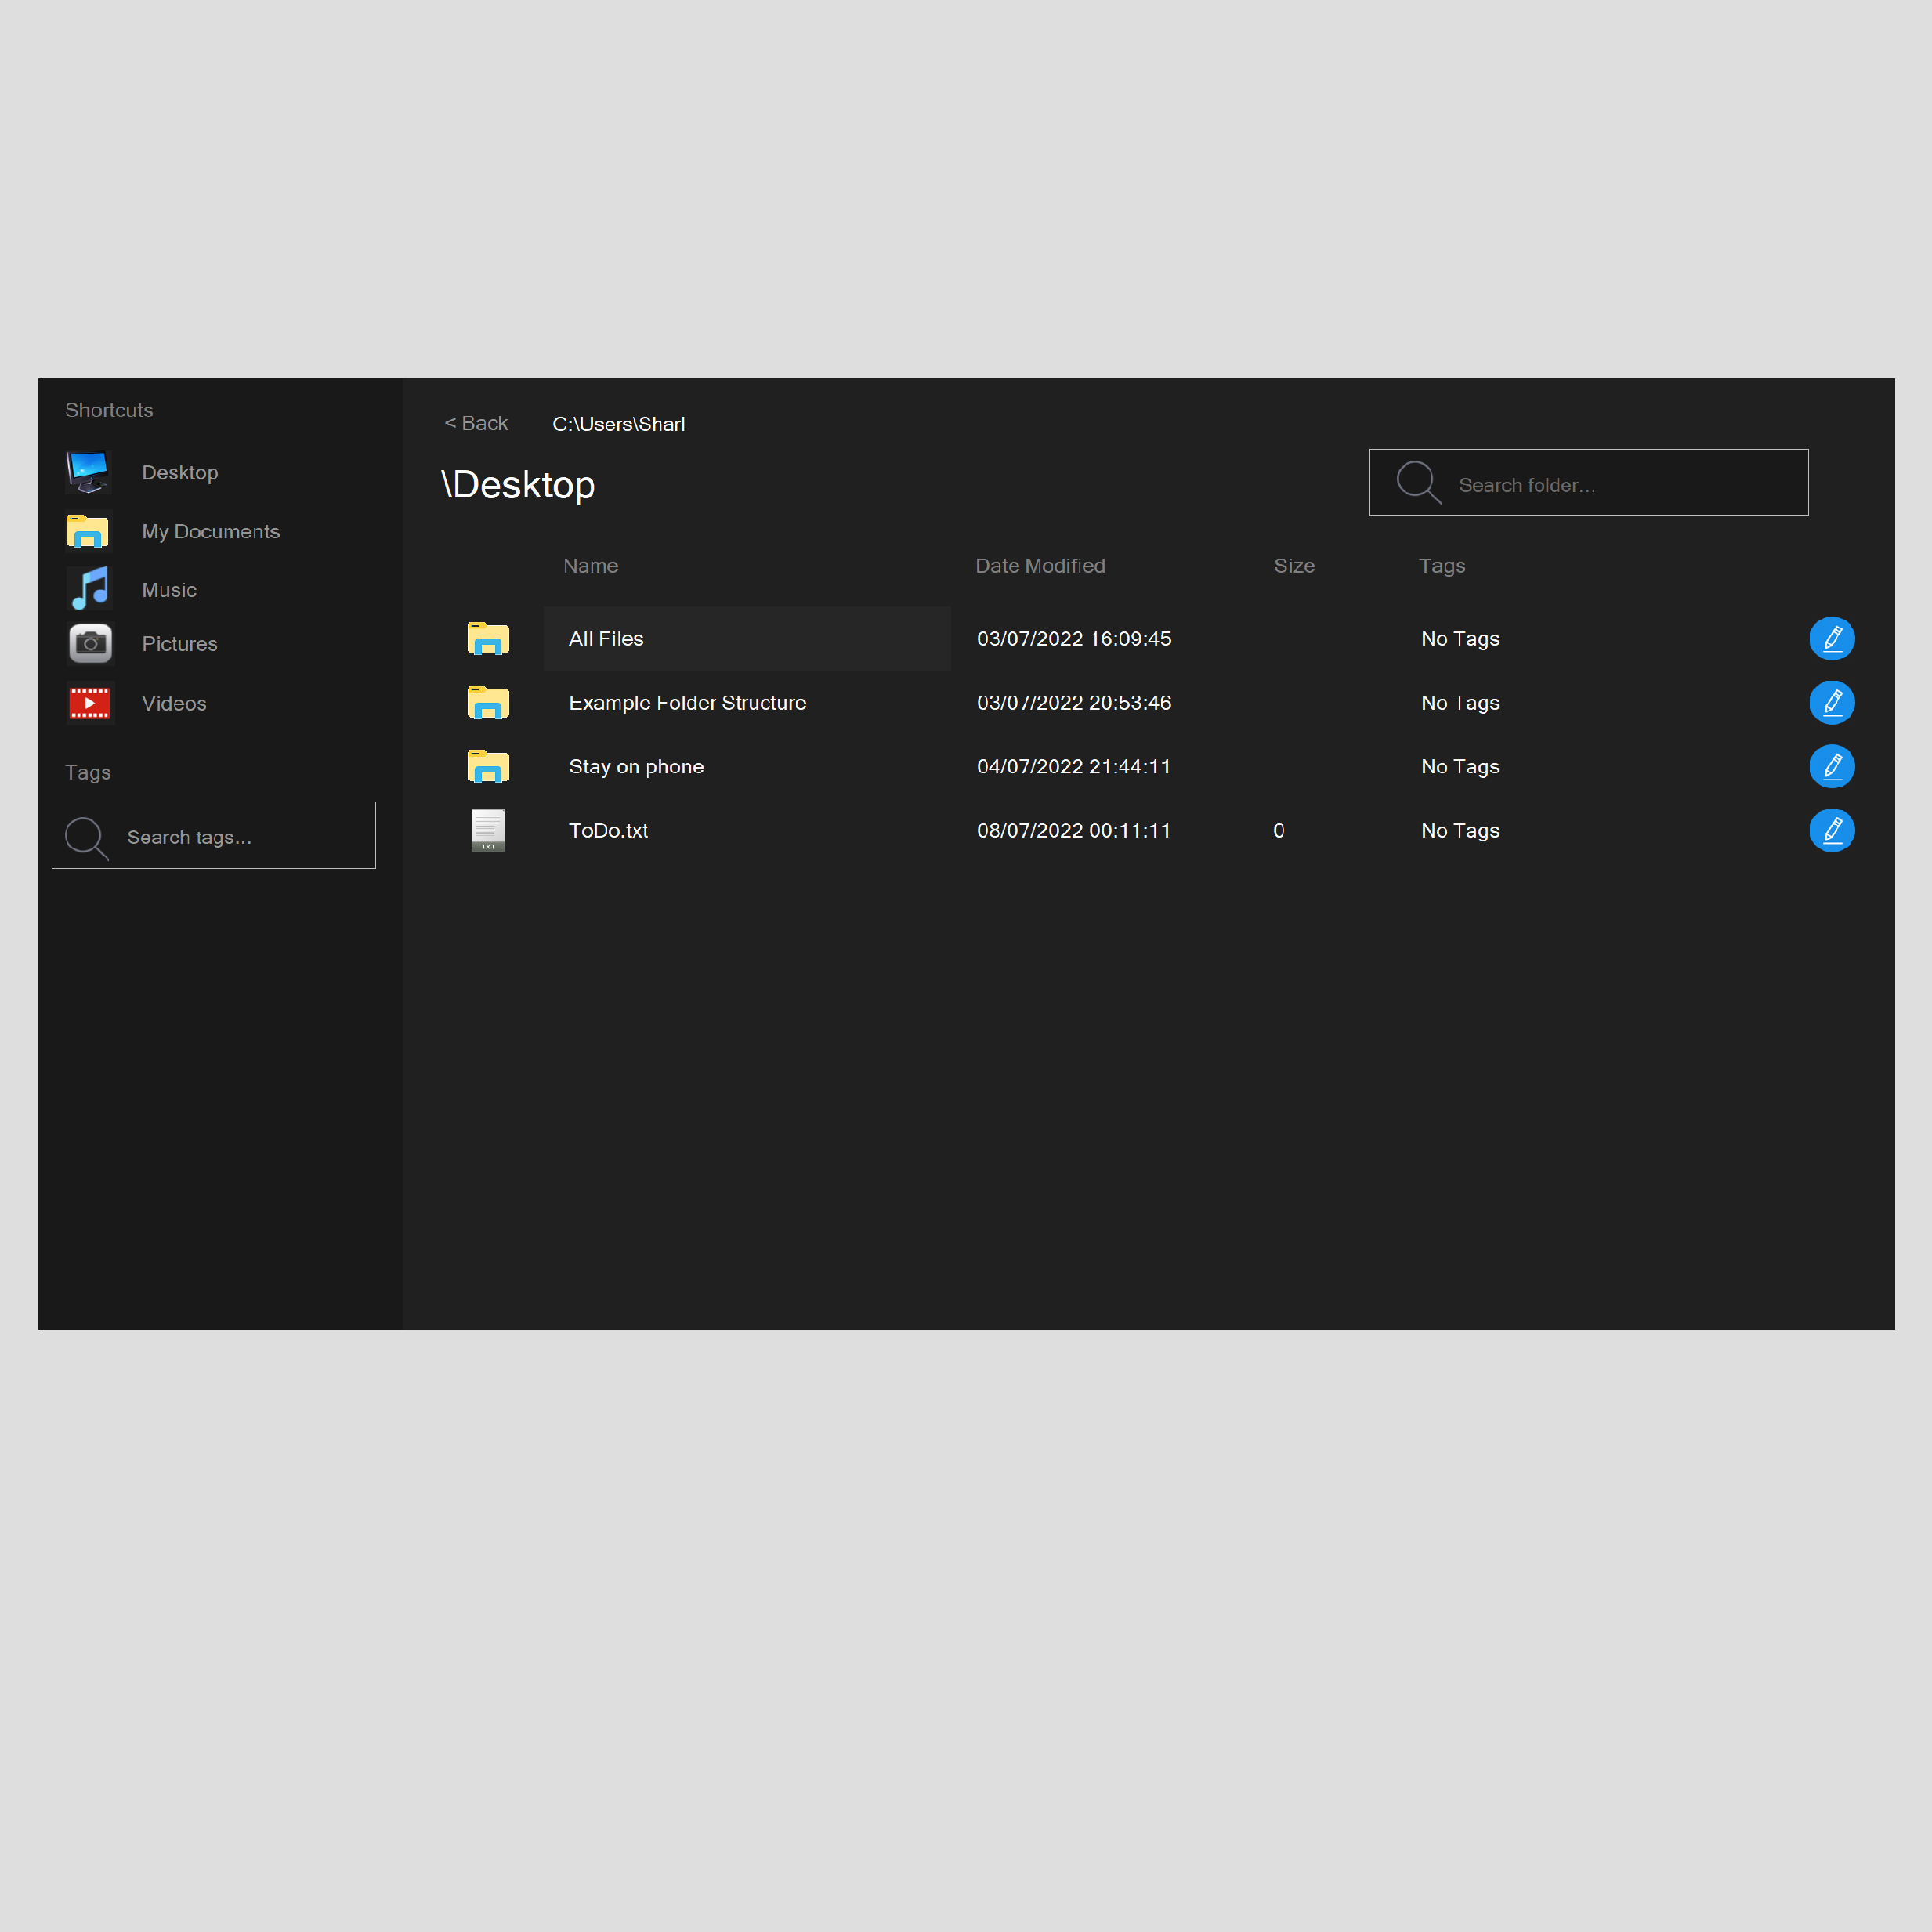 Shortcuts
Desktop
My Documents
Music
Pictures
Videos
Tags
Search tags...
< Back C:\Users\Sharl
\Desktop
Search folder...
Name Date Modified Size Tags
All Files 03/07/2022 16:09:45 No Tags
Example Folder Structure 03/07/2022 20:53:46 No Tags
Stay on phone 04/07/2022 21:44:11 No Tags
TXT ToDo.txt 08/07/2022 00:11:11 0 No Tags